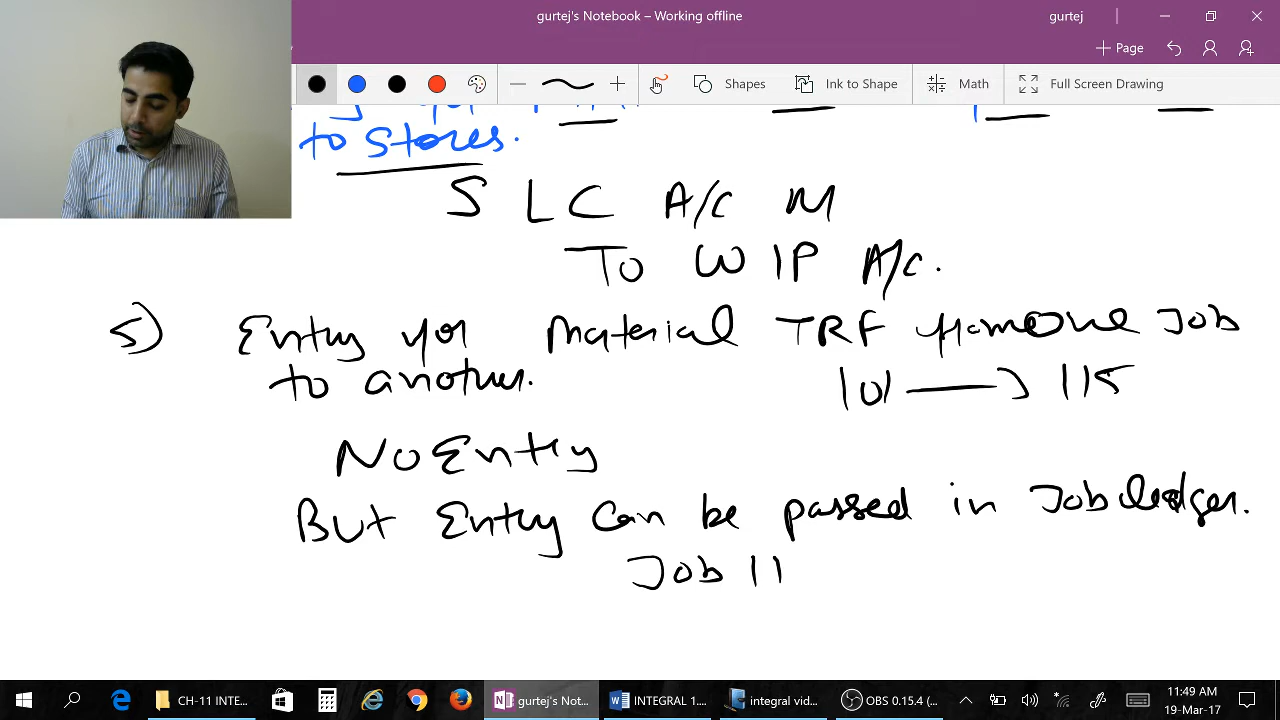 gurtej's Notebook – Working offline
gurtej
Page
Shapes
Ink to Shape
Math
Full Screen Drawing
to stores.
S L C A/C M
To W I P A/C.
5) Entry for Material TRF from one Job
to another.
101 → 115
No Entry
But Entry can be passed in Job ledger.
Job 11
CH-11 INTE...
gurtej's Not...
INTEGRAL 1...
integral vid...
OBS 0.15.4 (...
11:49 AM
19-Mar-17